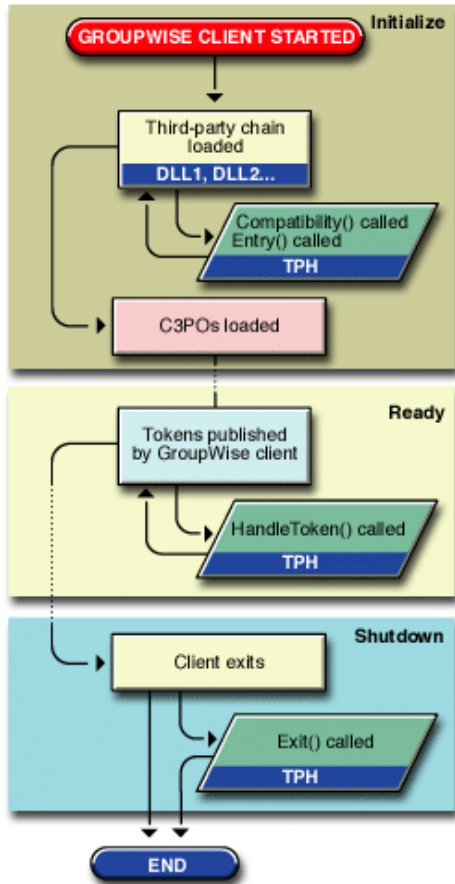 Initialize
GROUPWISE CLIENT STARTED
Third-party chain
loaded
DLL1, DLL2...
Compatibility() called
Entry() called
TPH
C3POs loaded
Ready
Tokens published
by GroupWise client
HandleToken() called
TPH
Shutdown
Client exits
Exit() called
TPH
END